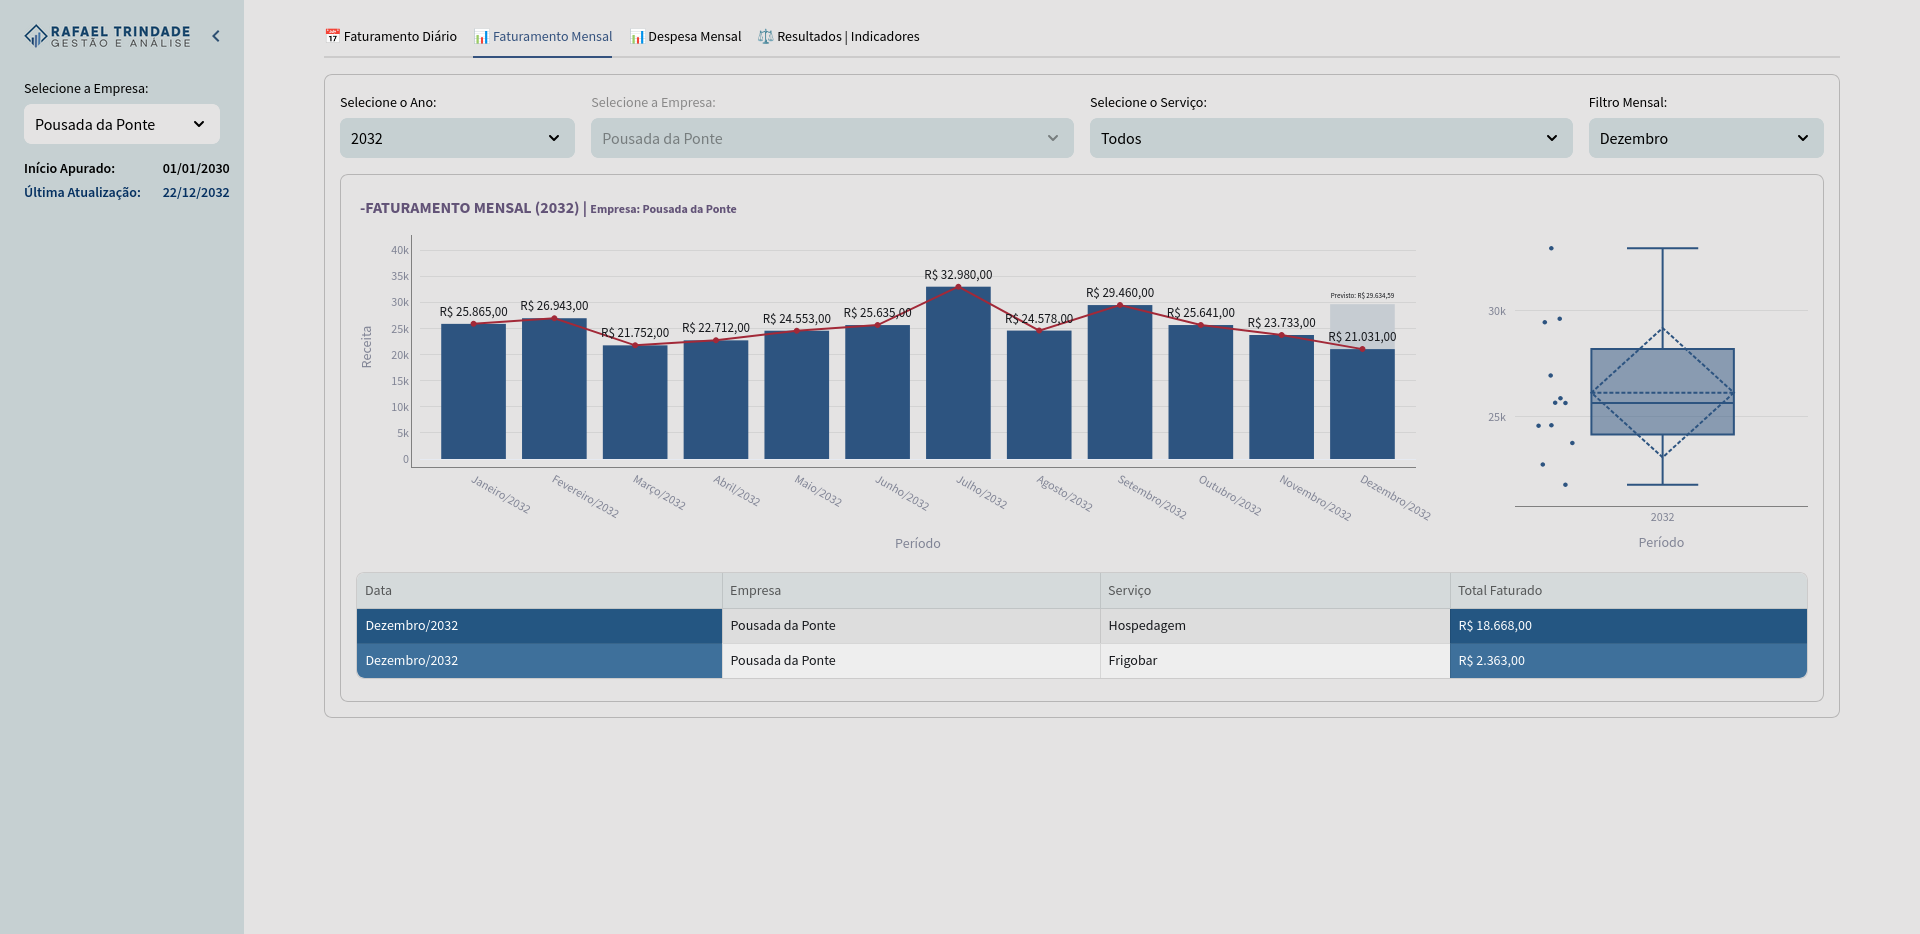 RAFAEL TRINDADE
GESTÃO E ANÁLISE
Selecione a Empresa:
Pousada da Ponte
Início Apurado: 01/01/2030
Última Atualização: 22/12/2032
📅 Faturamento Diário 📊 Faturamento Mensal 📊 Despesa Mensal ⚖️ Resultados | Indicadores
Selecione o Ano: Selecione a Empresa: Selecione o Serviço: Filtro Mensal:
2032 Pousada da Ponte Todos Dezembro
-FATURAMENTO MENSAL (2032) | Empresa: Pousada da Ponte
Receita
40k
35k
30k
25k
20k
15k
10k
5k
0
R$ 25.865,00
R$ 26.943,00
R$ 21.752,00
R$ 22.712,00
R$ 24.553,00
R$ 25.635,00
R$ 32.980,00
R$ 24.578,00
R$ 29.460,00
R$ 25.641,00
R$ 23.733,00
Previsto: R$ 29.634,59
R$ 21.031,00
Janeiro/2032
Fevereiro/2032
Março/2032
Abril/2032
Maio/2032
Junho/2032
Julho/2032
Agosto/2032
Setembro/2032
Outubro/2032
Novembro/2032
Dezembro/2032
Período
30k
25k
2032
Período
Data Empresa Serviço Total Faturado
Dezembro/2032 Pousada da Ponte Hospedagem R$ 18.668,00
Dezembro/2032 Pousada da Ponte Frigobar R$ 2.363,00